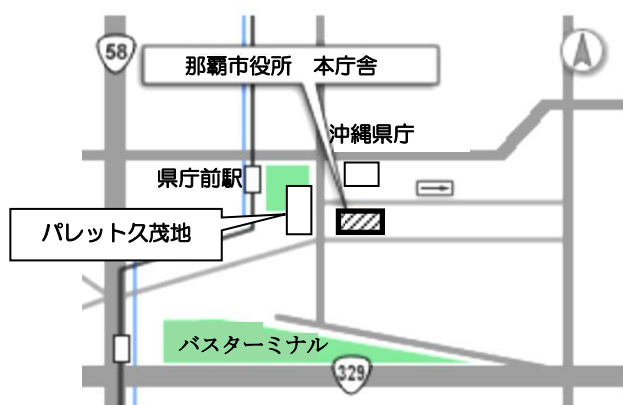 58
那覇市役所 本庁舎
沖縄県庁
県庁前駅
パレット久茂地
バスターミナル
329